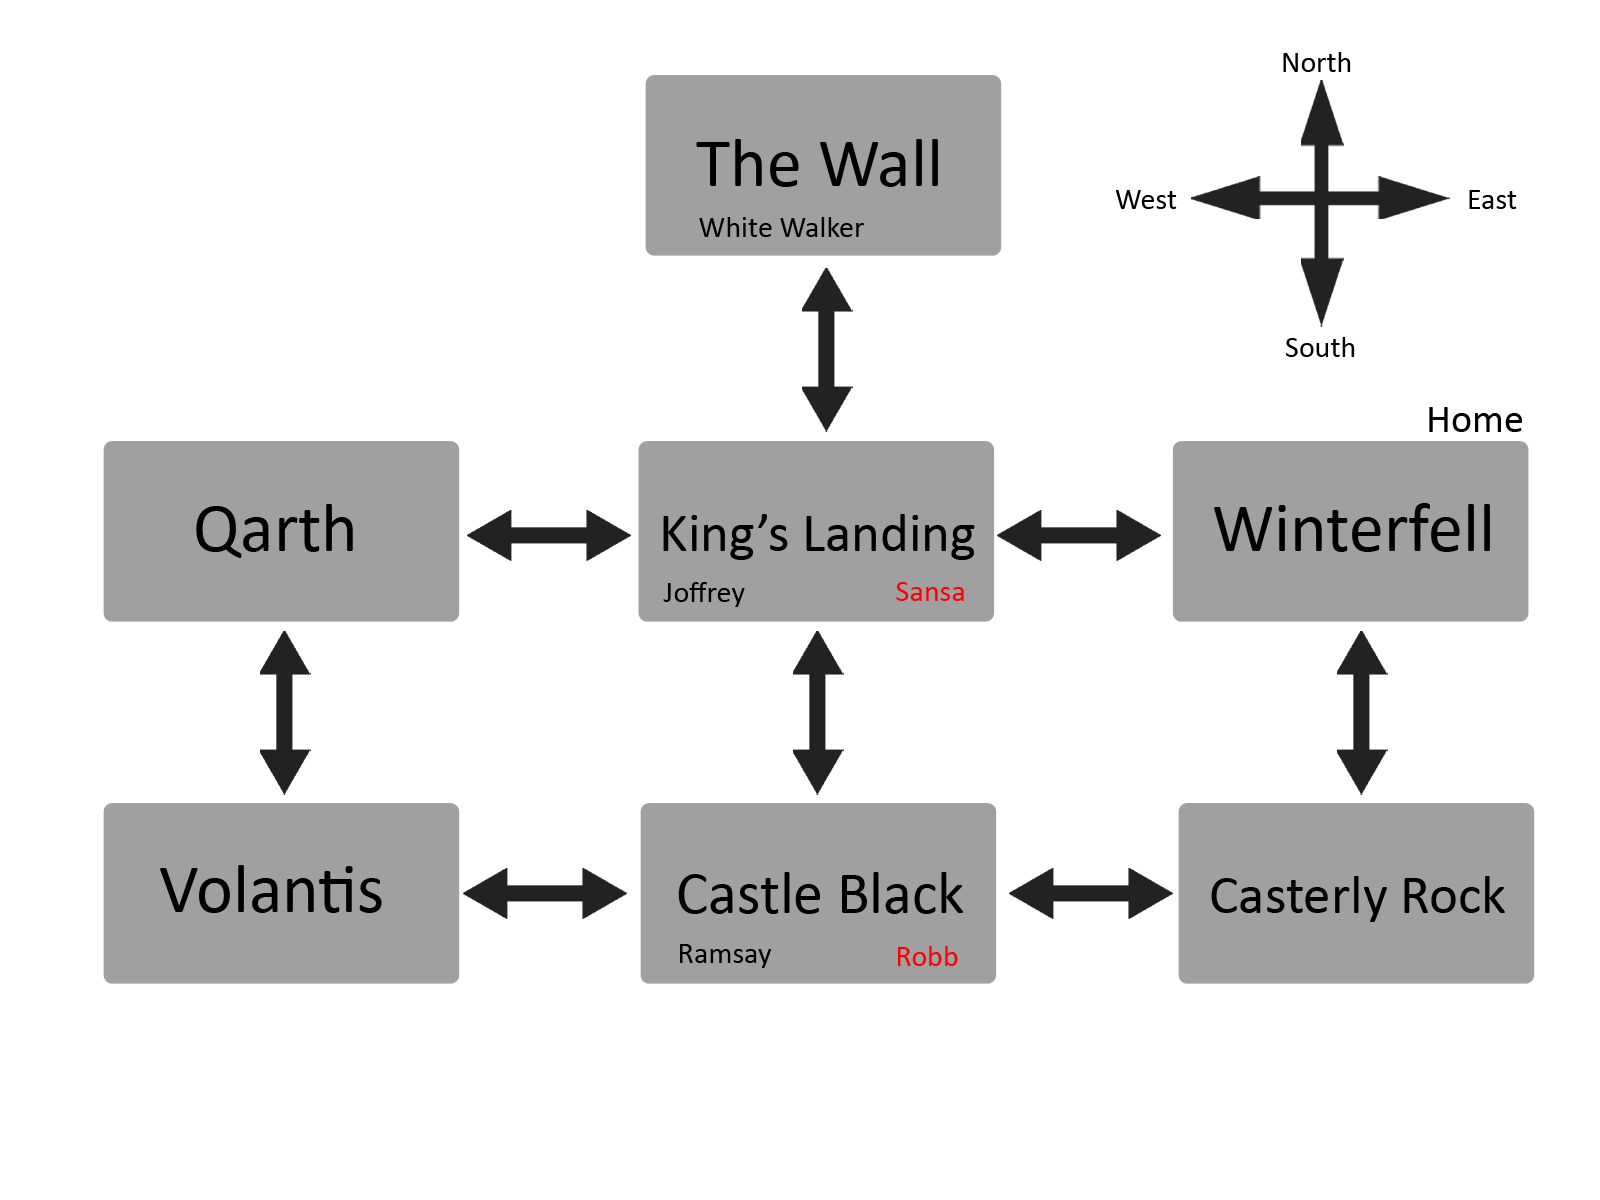 North
The Wall
West
East
White Walker
South
Home
Qarth
King’s Landing
Winterfell
Joffrey
Sansa
Volantis
Castle Black
Casterly Rock
Ramsay
Robb